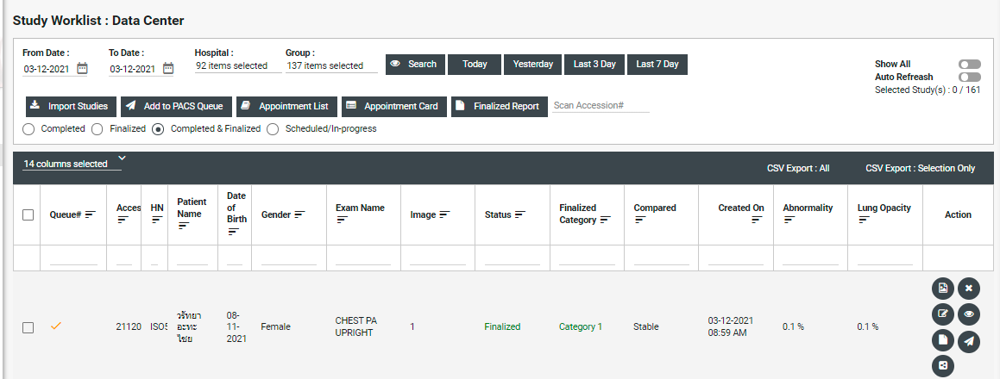 Study Worklist : Data Center
From Date : To Date : Hospital : Group :
03-12-2021 03-12-2021 92 items selected 137 items selected Search Today Yesterday Last 3 Day Last 7 Day
Show All
Auto Refreash
Selected Study(s) : 0 / 161
Import Studies Add to PACS Queue Appointment List Appointment Card Finalized Report Scan Accession#
Completed Finalized Completed & Finalized Scheduled/In-progress
14 columns selected CSV Export : All CSV Export : Selection Only
Queue# Acces HN Patient Name Date of Birth Gender Exam Name Image Status Finalized Category Compared Created On Abnormality Lung Opacity Action
21120 ISO5 วรัทยา อะทะ ไชย 08-11-2021 Female CHEST PA UPRIGHT 1 Finalized Category 1 Stable 03-12-2021 08:59 AM 0.1 % 0.1 %